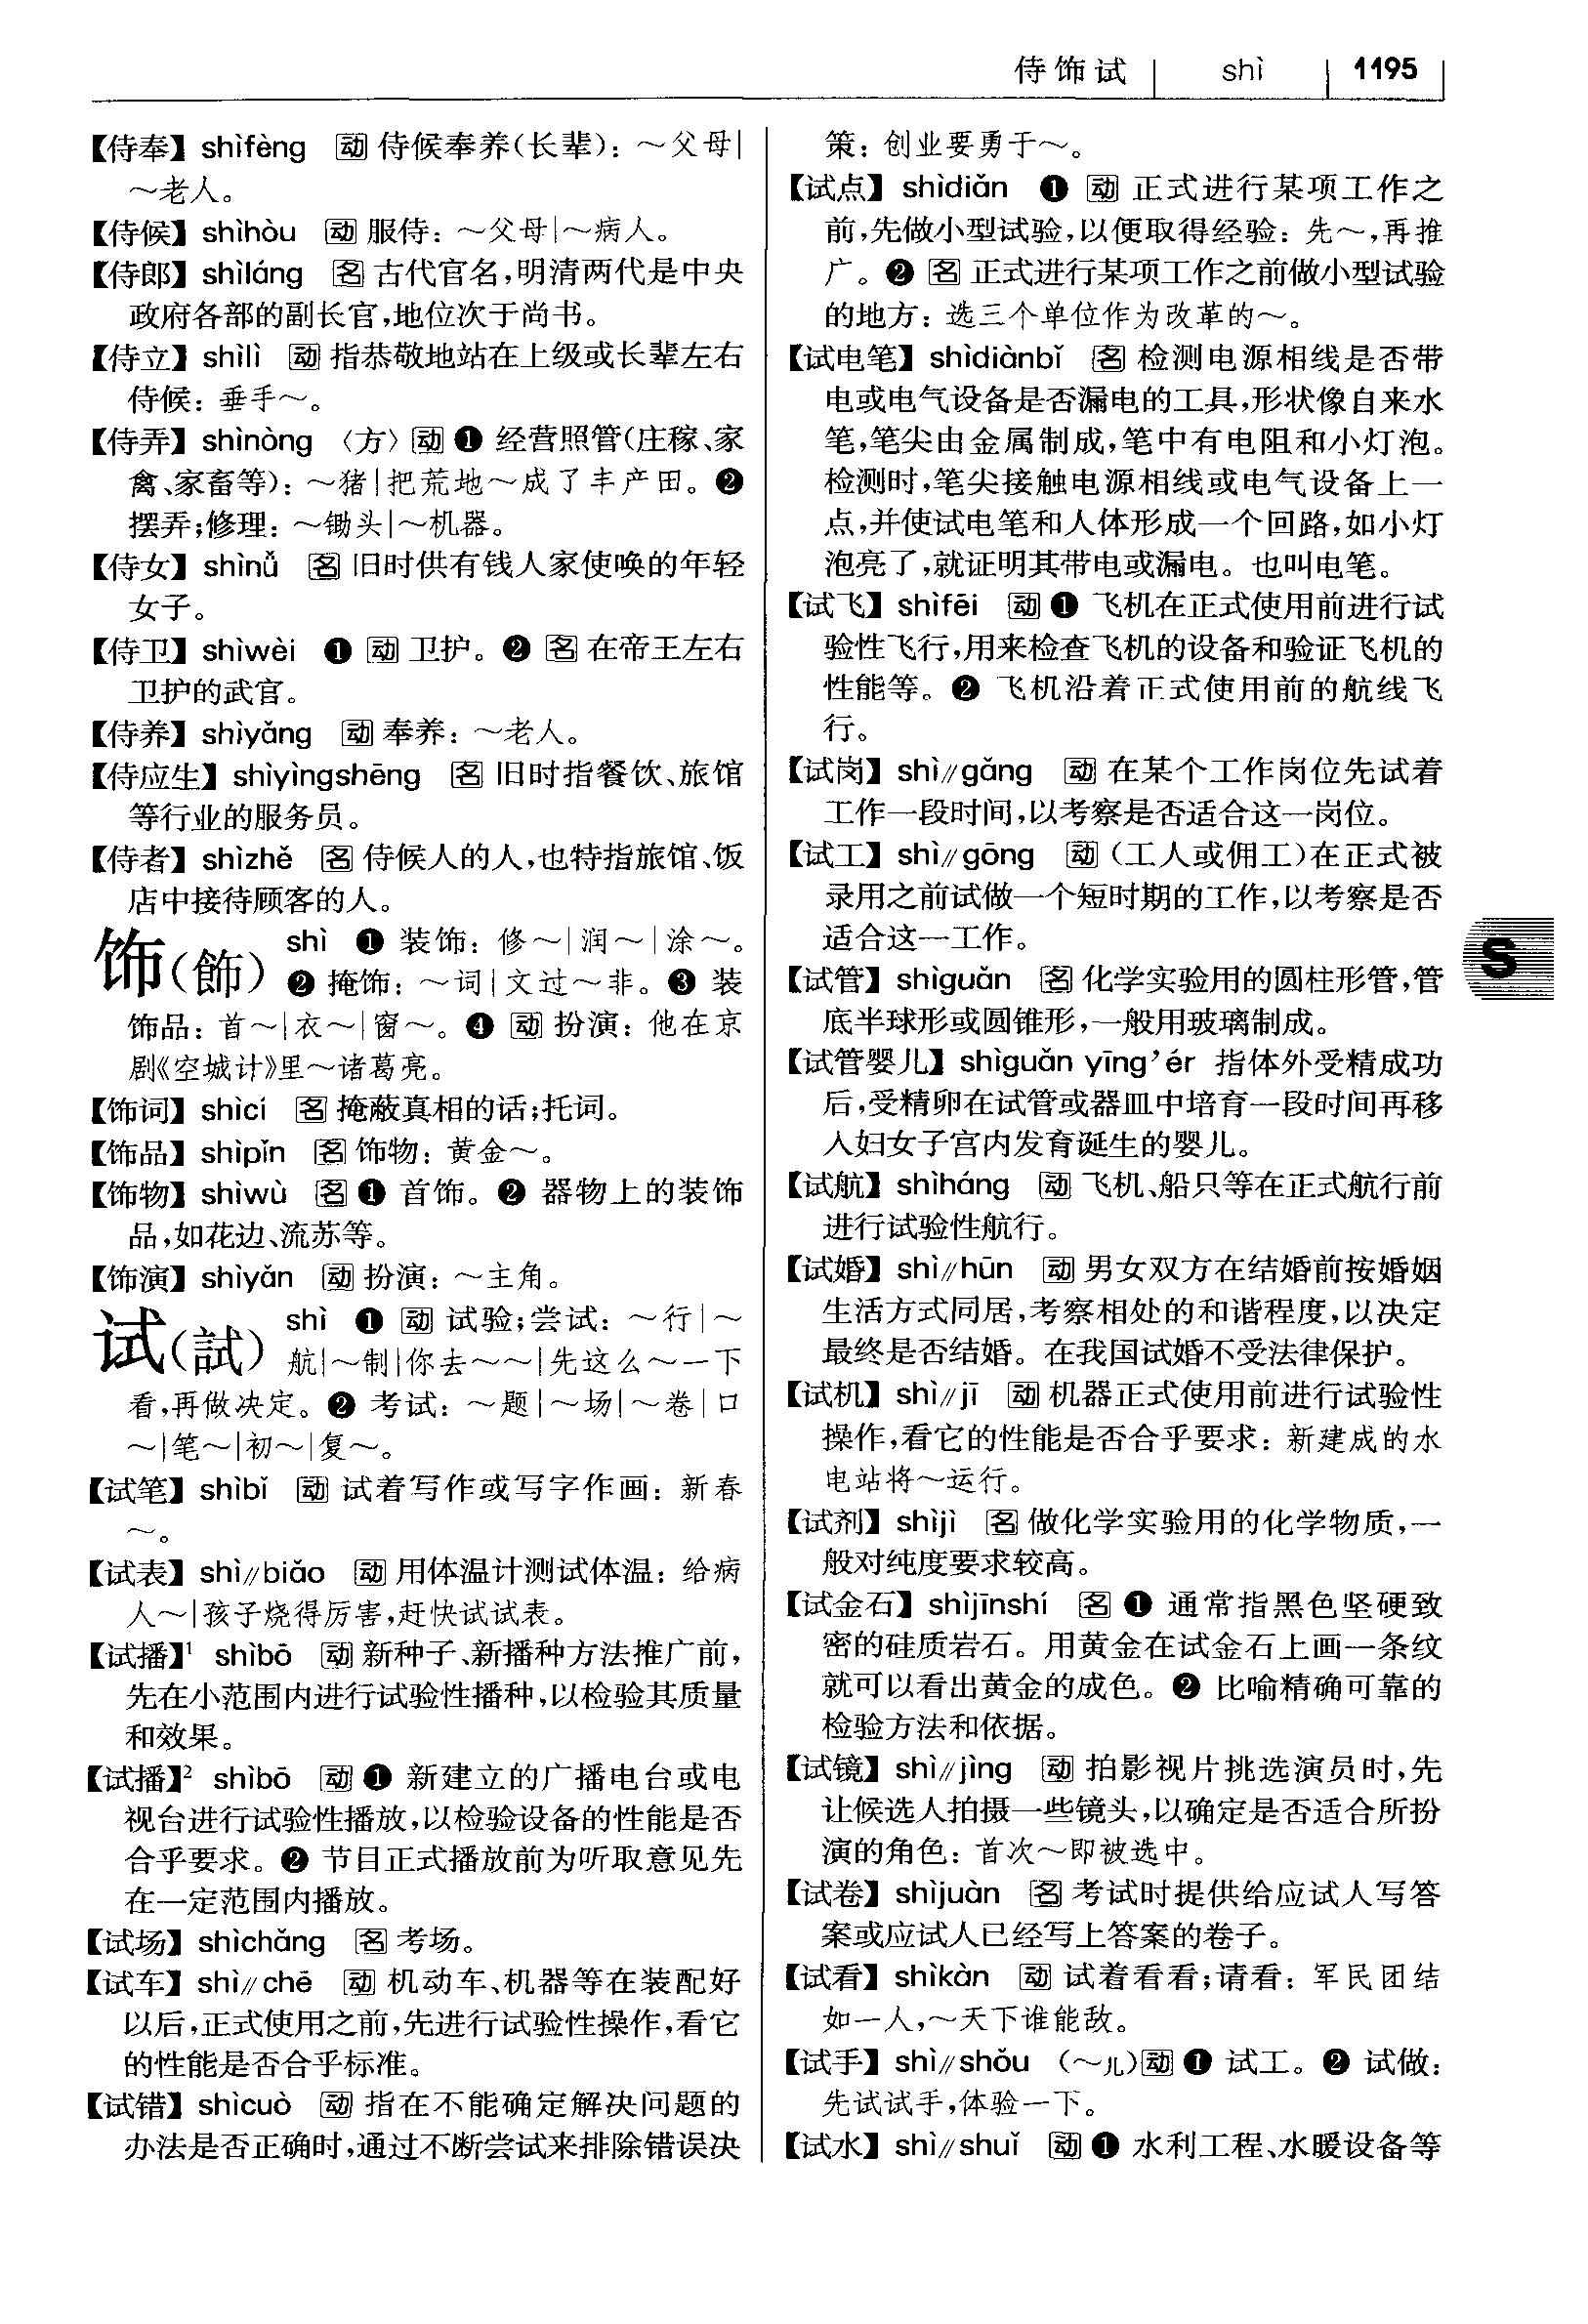 侍饰试 | shì | 1195
【侍奉】 shìfèng 动 侍候奉养(长辈)：～父母|
～老人。
【侍候】 shìhòu 动 服侍：～父母|～病人。
【侍郎】 shìláng 名 古代官名,明清两代是中央
政府各部的副长官,地位次于尚书。
【侍立】 shìlì 动 指恭敬地站在上级或长辈左右
侍候：垂手～。
【侍弄】 shìnòng 〈方〉动 ❶ 经营照管(庄稼、家
禽、家畜等)：～猪|把荒地～成了丰产田。❷
摆弄;修理：～锄头|～机器。
【侍女】 shìnǚ 名 旧时供有钱人家使唤的年轻
女子。
【侍卫】 shìwèi ❶ 动 卫护。❷ 名 在帝王左右
卫护的武官。
【侍养】 shìyǎng 动 奉养：～老人。
【侍应生】 shìyìngshēng 名 旧时指餐饮、旅馆
等行业的服务员。
【侍者】 shìzhě 名 侍候人的人,也特指旅馆、饭
店中接待顾客的人。
饰(飾) shì ❶ 装饰：修～|润～|涂～。
❷ 掩饰：～词|文过～非。❸ 装
饰品：首～|衣～|窗～。❹ 动 扮演：他在京
剧《空城计》里～诸葛亮。
【饰词】 shìcí 名 掩蔽真相的话;托词。
【饰品】 shìpǐn 名 饰物：黄金～。
【饰物】 shìwù 名 ❶ 首饰。❷ 器物上的装饰
品,如花边、流苏等。
【饰演】 shìyǎn 动 扮演：～主角。
试(試) shì ❶ 动 试验;尝试：～行|～
航|～制|你去～～|先这么～一下
看,再做决定。❷ 考试：～题|～场|～卷|口
～|笔～|初～|复～。
【试笔】 shìbǐ 动 试着写作或写字作画：新春
～。
【试表】 shì//biǎo 动 用体温计测试体温：给病
人～|孩子烧得厉害,赶快试试表。
【试播】¹ shìbō 动 新种子、新播种方法推广前,
先在小范围内进行试验性播种,以检验其质量
和效果。
【试播】² shìbō 动 ❶ 新建立的广播电台或电
视台进行试验性播放,以检验设备的性能是否
合乎要求。❷ 节目正式播放前为听取意见先
在一定范围内播放。
【试场】 shìchǎng 名 考场。
【试车】 shì//chē 动 机动车、机器等在装配好
以后,正式使用之前,先进行试验性操作,看它
的性能是否合乎标准。
【试错】 shìcuò 动 指在不能确定解决问题的
办法是否正确时,通过不断尝试来排除错误决
策：创业要勇于～。
【试点】 shìdiǎn ❶ 动 正式进行某项工作之
前,先做小型试验,以便取得经验：先～,再推
广。❷ 名 正式进行某项工作之前做小型试验
的地方：选三个单位作为改革的～。
【试电笔】 shìdiànbǐ 名 检测电源相线是否带
电或电气设备是否漏电的工具,形状像自来水
笔,笔尖由金属制成,笔中有电阻和小灯泡。
检测时,笔尖接触电源相线或电气设备上一
点,并使试电笔和人体形成一个回路,如小灯
泡亮了,就证明其带电或漏电。也叫电笔。
【试飞】 shìfēi 动 ❶ 飞机在正式使用前进行试
验性飞行,用来检查飞机的设备和验证飞机的
性能等。❷ 飞机沿着正式使用前的航线飞
行。
【试岗】 shì//gǎng 动 在某个工作岗位先试着
工作一段时间,以考察是否适合这一岗位。
【试工】 shì//gōng 动 (工人或佣工)在正式被
录用之前试做一个短时期的工作,以考察是否
适合这一工作。
【试管】 shìguǎn 名 化学实验用的圆柱形管,管
底半球形或圆锥形,一般用玻璃制成。
【试管婴儿】 shìguǎn yīng'ér 指体外受精成功
后,受精卵在试管或器皿中培育一段时间再移
入妇女子宫内发育诞生的婴儿。
【试航】 shìháng 动 飞机、船只等在正式航行前
进行试验性航行。
【试婚】 shì//hūn 动 男女双方在结婚前按婚姻
生活方式同居,考察相处的和谐程度,以决定
最终是否结婚。在我国试婚不受法律保护。
【试机】 shì//jī 动 机器正式使用前进行试验性
操作,看它的性能是否合乎要求：新建成的水
电站将～运行。
【试剂】 shìjì 名 做化学实验用的化学物质,一
般对纯度要求较高。
【试金石】 shìjīnshí 名 ❶ 通常指黑色坚硬致
密的硅质岩石。用黄金在试金石上画一条纹
就可以看出黄金的成色。❷ 比喻精确可靠的
检验方法和依据。
【试镜】 shì//jìng 动 拍影视片挑选演员时,先
让候选人拍摄一些镜头,以确定是否适合所扮
演的角色：首次～即被选中。
【试卷】 shìjuàn 名 考试时提供给应试人写答
案或应试人已经写上答案的卷子。
【试看】 shìkàn 动 试着看看;请看：军民团结
如一人,～天下谁能敌。
【试手】 shì//shǒu （～儿)动 ❶ 试工。❷ 试做：
先试试手,体验一下。
【试水】 shì//shuǐ 动 ❶ 水利工程、水暖设备等
S